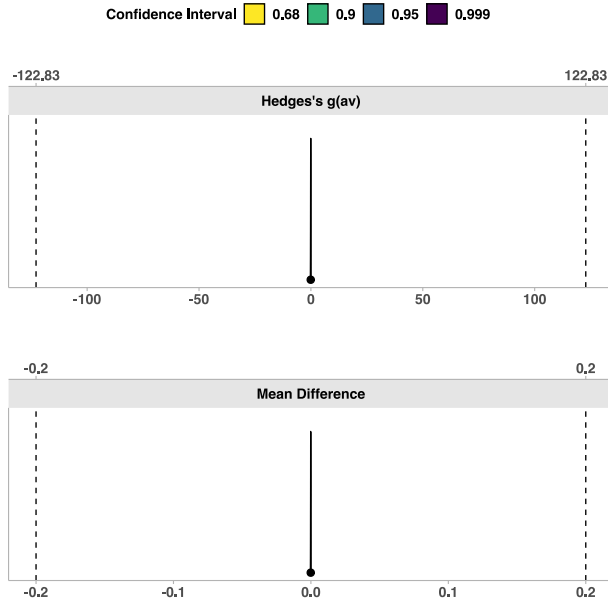 Confidence Interval 0.68 0.9 0.95 0.999
-122.83 122.83
Hedges's g(av)
-100 -50 0 50 100
-0.2 0.2
Mean Difference
-0.2 -0.1 0.0 0.1 0.2